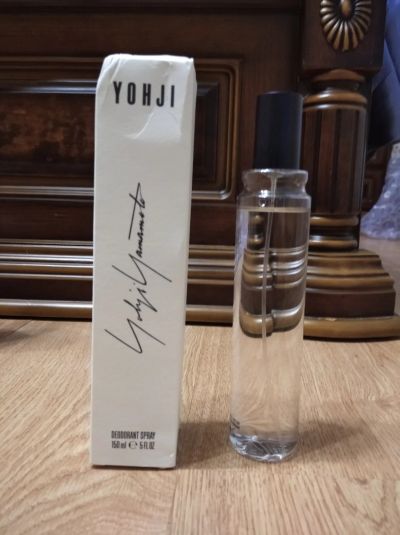 YOHJI
Yohji Yamamoto
DEODORANT SPRAY
150 ml ℮ 5 FL OZ